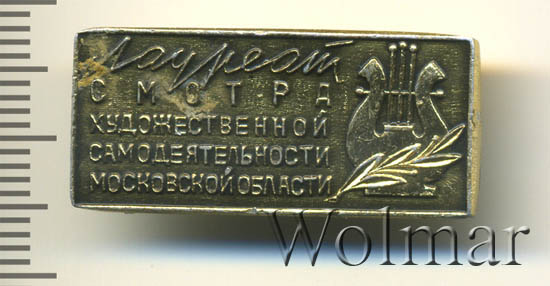 Лауреат
СМОТРА
ХУДОЖЕСТВЕННОЙ
САМОДЕЯТЕЛЬНОСТИ
МОСКОВСКОЙ ОБЛАСТИ
Wolmar